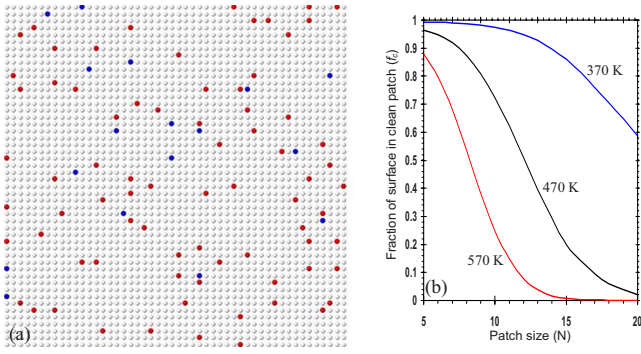 (a)
Fraction of surface in clean patch (fc)
1
0.9
0.8
0.7
0.6
0.5
0.4
0.3
0.2
0.1
0
370 K
470 K
570 K
(b)
5
10
15
20
Patch size (N)